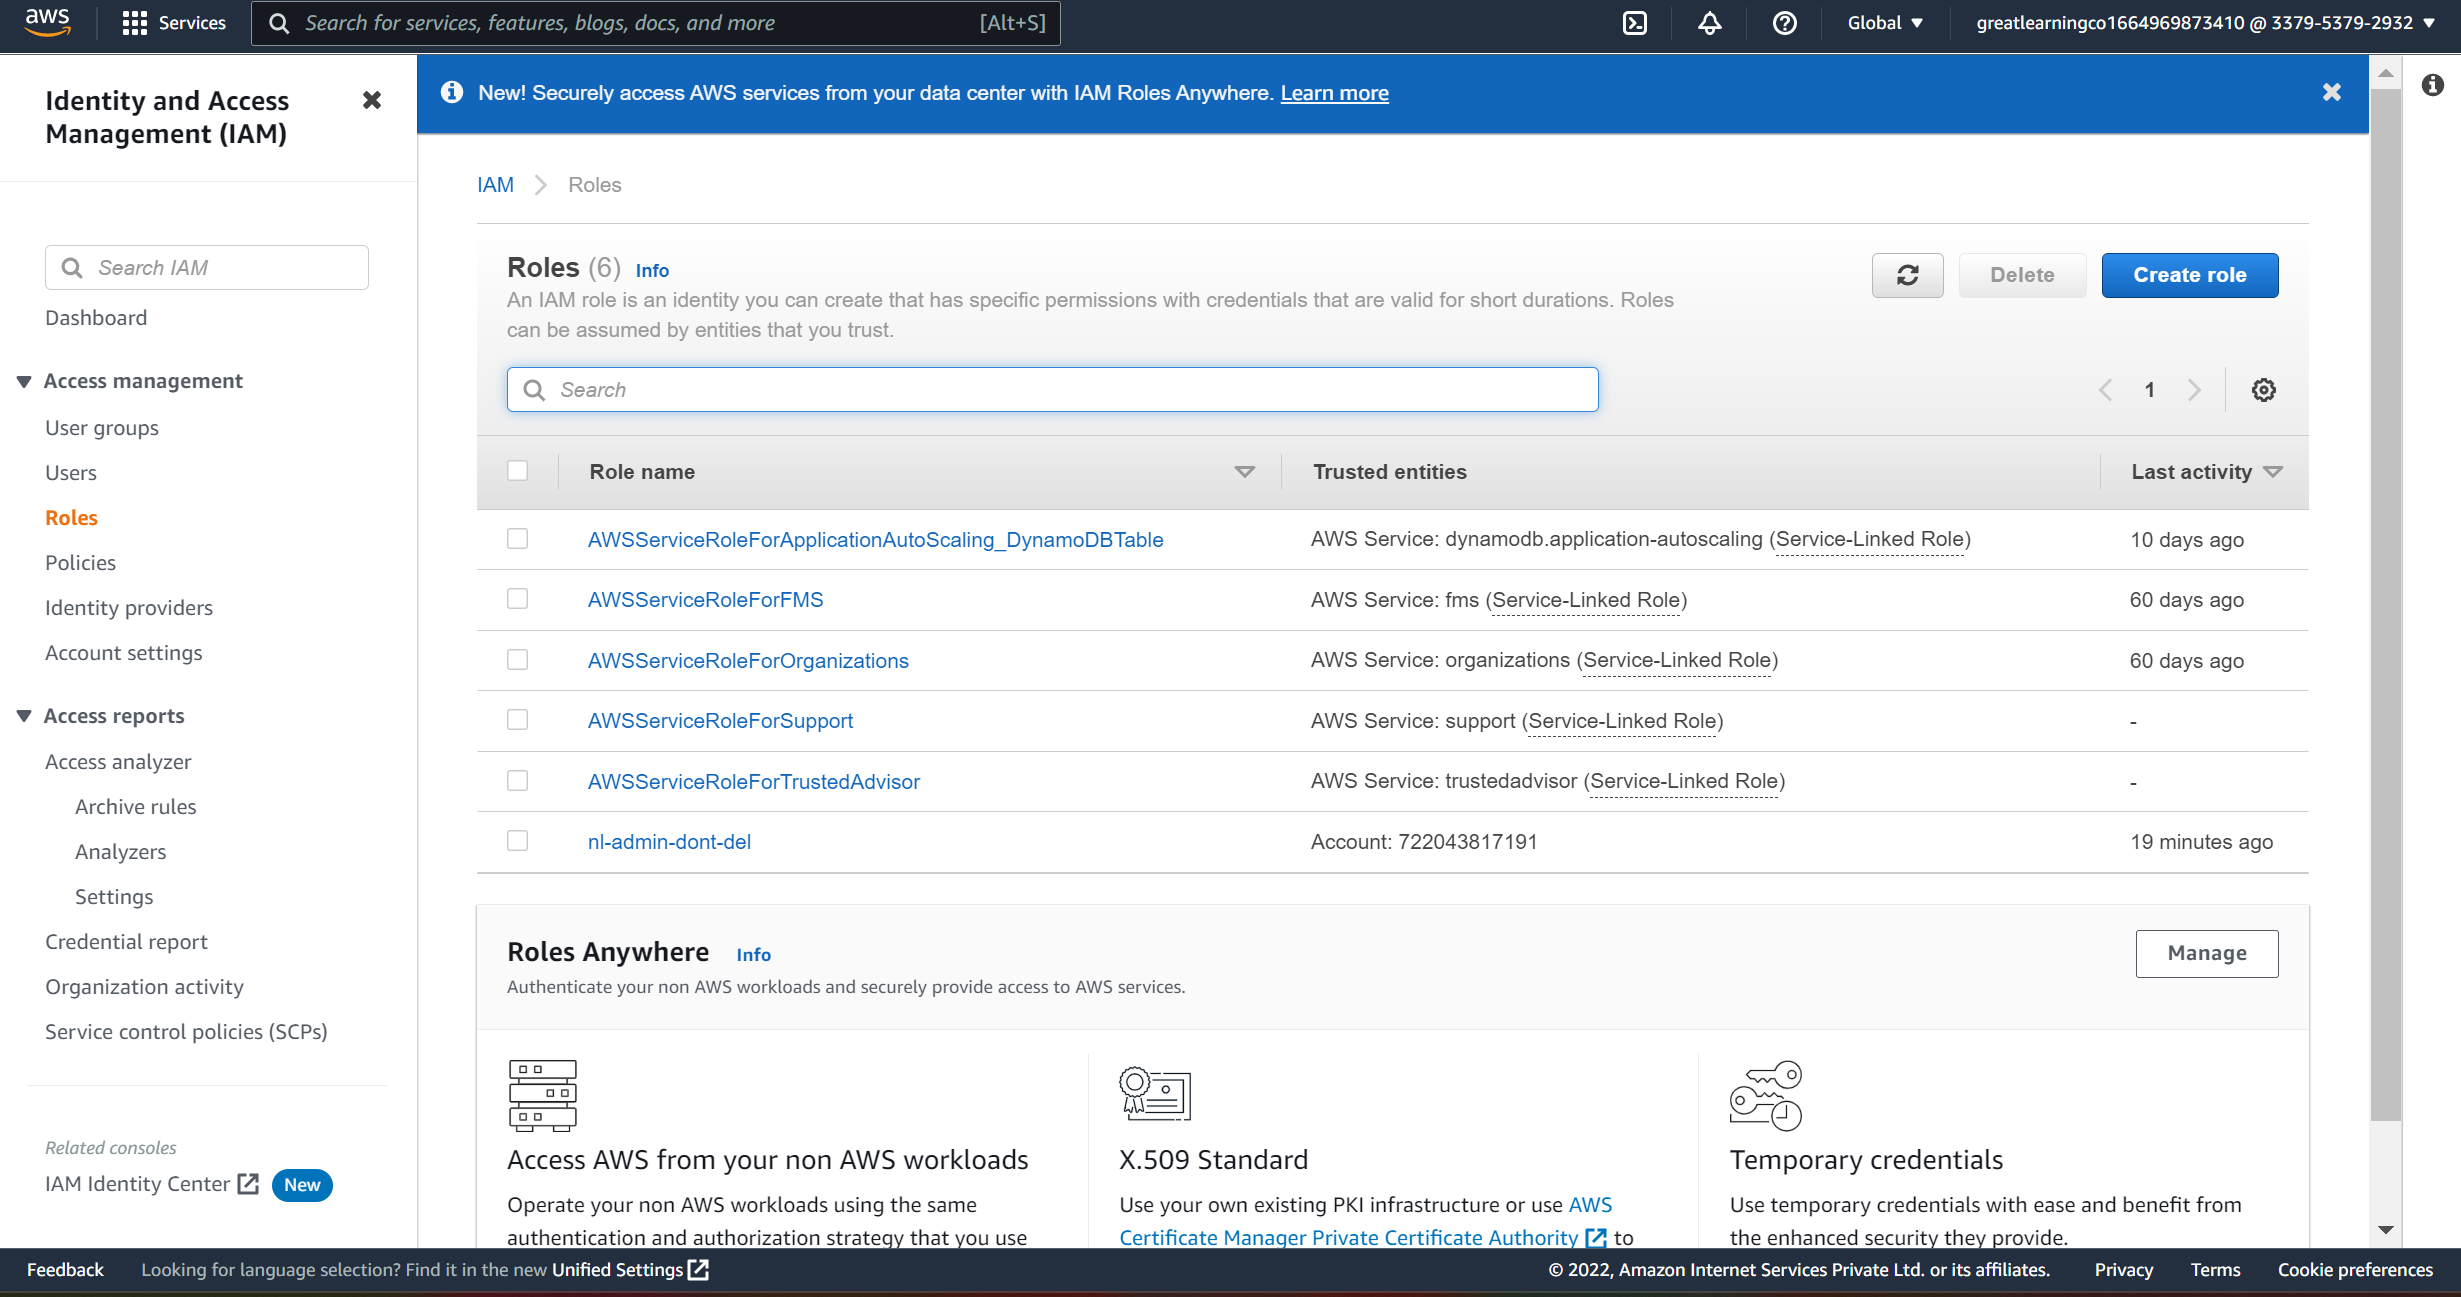 aws
Services
Search for services, features, blogs, docs, and more [Alt+S]
Global
greatlearningco1664969873410 @ 3379-5379-2932
Identity and Access
Management (IAM)
Search IAM
Dashboard
Access management
User groups
Users
Roles
Policies
Identity providers
Account settings
Access reports
Access analyzer
Archive rules
Analyzers
Settings
Credential report
Organization activity
Service control policies (SCPs)
Related consoles
IAM Identity Center New
New! Securely access AWS services from your data center with IAM Roles Anywhere. Learn more
IAM Roles
Roles (6) Info
An IAM role is an identity you can create that has specific permissions with credentials that are valid for short durations. Roles
can be assumed by entities that you trust.
Delete
Create role
Search
1
Role name Trusted entities Last activity
AWSServiceRoleForApplicationAutoScaling_DynamoDBTable AWS Service: dynamodb.application-autoscaling (Service-Linked Role) 10 days ago
AWSServiceRoleForFMS AWS Service: fms (Service-Linked Role) 60 days ago
AWSServiceRoleForOrganizations AWS Service: organizations (Service-Linked Role) 60 days ago
AWSServiceRoleForSupport AWS Service: support (Service-Linked Role) -
AWSServiceRoleForTrustedAdvisor AWS Service: trustedadvisor (Service-Linked Role) -
nl-admin-dont-del Account: 722043817191 19 minutes ago
Roles Anywhere Info
Manage
Authenticate your non AWS workloads and securely provide access to AWS services.
Access AWS from your non AWS workloads
Operate your non AWS workloads using the same
authentication and authorization strategy that you use
X.509 Standard
Use your own existing PKI infrastructure or use AWS
Certificate Manager Private Certificate Authority to
Temporary credentials
Use temporary credentials with ease and benefit from
the enhanced security they provide.
Feedback
Looking for language selection? Find it in the new Unified Settings
© 2022, Amazon Internet Services Private Ltd. or its affiliates.
Privacy
Terms
Cookie preferences